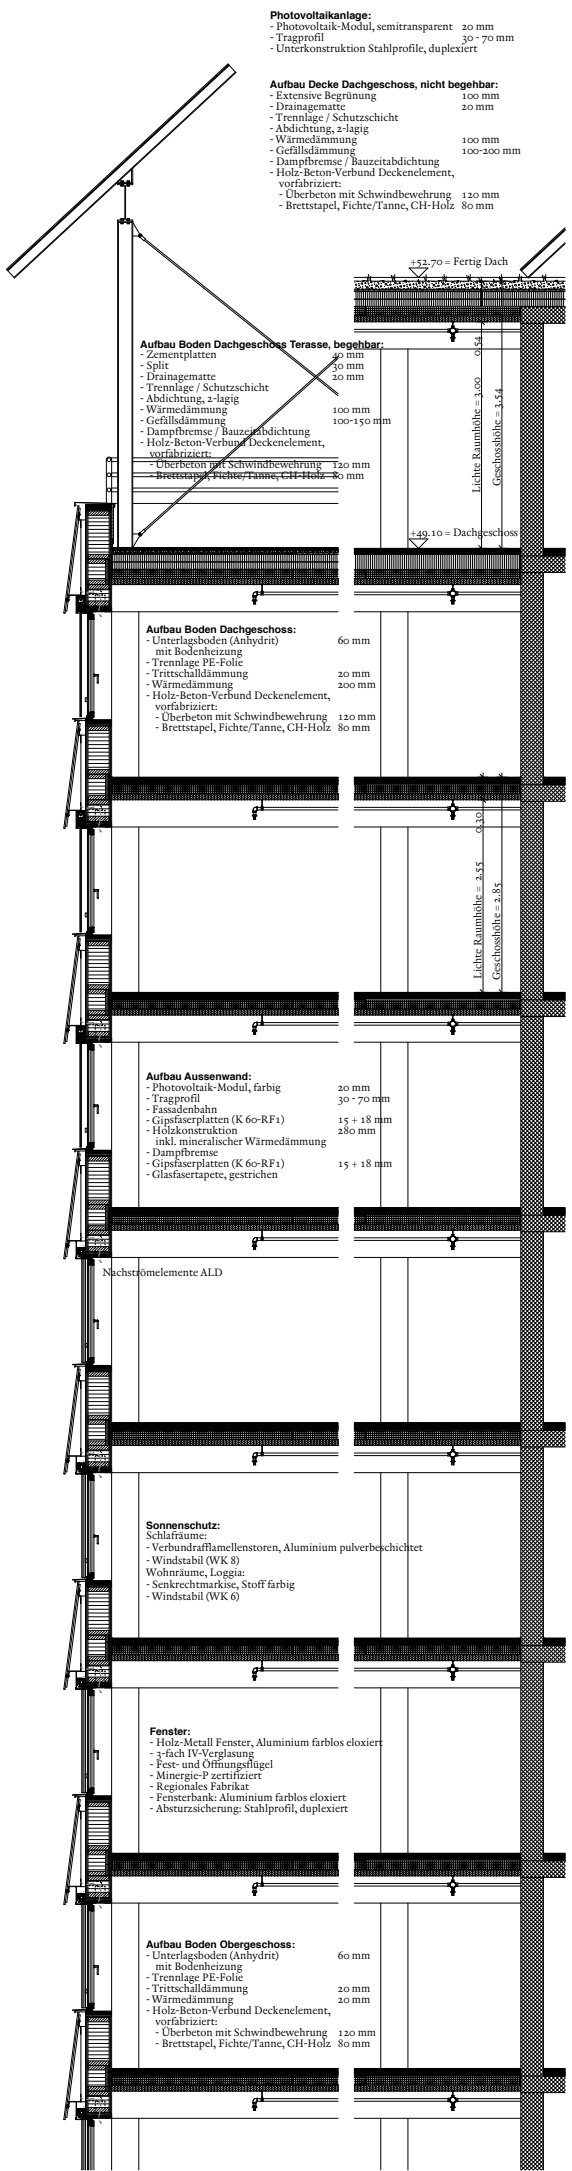 Photovoltaikanlage:
- Photovoltaik-Modul, semitransparent 20 mm
- Tragprofil 30 - 70 mm
- Unterkonstruktion Stahlprofile, duplexiert
Aufbau Decke Dachgeschoss, nicht begehbar:
- Extensive Begrünung 100 mm
- Drainagematte 20 mm
- Trennlage / Schutzschicht
- Abdichtung, 2-lagig
- Wärmedämmung 100 mm
- Gefällsdämmung 100-200 mm
- Dampfbremse / Bauzeitabdichtung
- Holz-Beton-Verbund Deckenelement,
vorfabriziert:
- Überbeton mit Schwindbewehrung 120 mm
- Brettstapel, Fichte/Tanne, CH-Holz 80 mm
+52.70 = Fertig Dach
0.54
Lichte Raumhöhe = 3.00
Geschosshöhe = 3.54
Aufbau Boden Dachgeschoss Terasse, begehbar:
- Zementplatten 40 mm
- Split 30 mm
- Drainagematte 20 mm
- Trennlage / Schutzschicht
- Abdichtung, 2-lagig
- Wärmedämmung 100 mm
- Gefällsdämmung 100-150 mm
- Dampfbremse / Bauzeitabdichtung
- Holz-Beton-Verbund Deckenelement,
vorfabriziert:
- Überbeton mit Schwindbewehrung 120 mm
- Brettstapel, Fichte/Tanne, CH-Holz 80 mm
+49.10 = Dachgeschoss
Aufbau Boden Dachgeschoss:
- Unterlagsboden (Anhydrit) 60 mm
mit Bodenheizung
- Trennlage PE-Folie
- Trittschalldämmung 20 mm
- Wärmedämmung 200 mm
- Holz-Beton-Verbund Deckenelement,
vorfabriziert:
- Überbeton mit Schwindbewehrung 120 mm
- Brettstapel, Fichte/Tanne, CH-Holz 80 mm
0.30
Lichte Raumhöhe = 2.55
Geschosshöhe = 2.85
Aufbau Aussenwand:
- Photovoltaik-Modul, farbig 20 mm
- Tragprofil 30 - 70 mm
- Fassadenbahn
- Gipsfaserplatten (K 60-RF1) 15 + 18 mm
- Holzkonstruktion 280 mm
inkl. mineralischer Wärmedämmung
- Dampfbremse
- Gipsfaserplatten (K 60-RF1) 15 + 18 mm
- Glasfasertapete, gestrichen
Nachströmelemente ALD
Sonnenschutz:
Schlafräume:
- Verbundrafflamellenstoren, Aluminium pulverbeschichtet
- Windstabil (WK 8)
Wohnräume, Loggia:
- Senkrechtmarkise, Stoff farbig
- Windstabil (WK 6)
Fenster:
- Holz-Metall Fenster, Aluminium farblos eloxiert
- 3-fach IV-Verglasung
- Fest- und Öffnungsflügel
- Minergie-P zertifiziert
- Regionales Fabrikat
- Fensterbank: Aluminium farblos eloxiert
- Absturzsicherung: Stahlprofil, duplexiert
Aufbau Boden Obergeschoss:
- Unterlagsboden (Anhydrit) 60 mm
mit Bodenheizung
- Trennlage PE-Folie
- Trittschalldämmung 20 mm
- Wärmedämmung 20 mm
- Holz-Beton-Verbund Deckenelement,
vorfabriziert:
- Überbeton mit Schwindbewehrung 120 mm
- Brettstapel, Fichte/Tanne, CH-Holz 80 mm